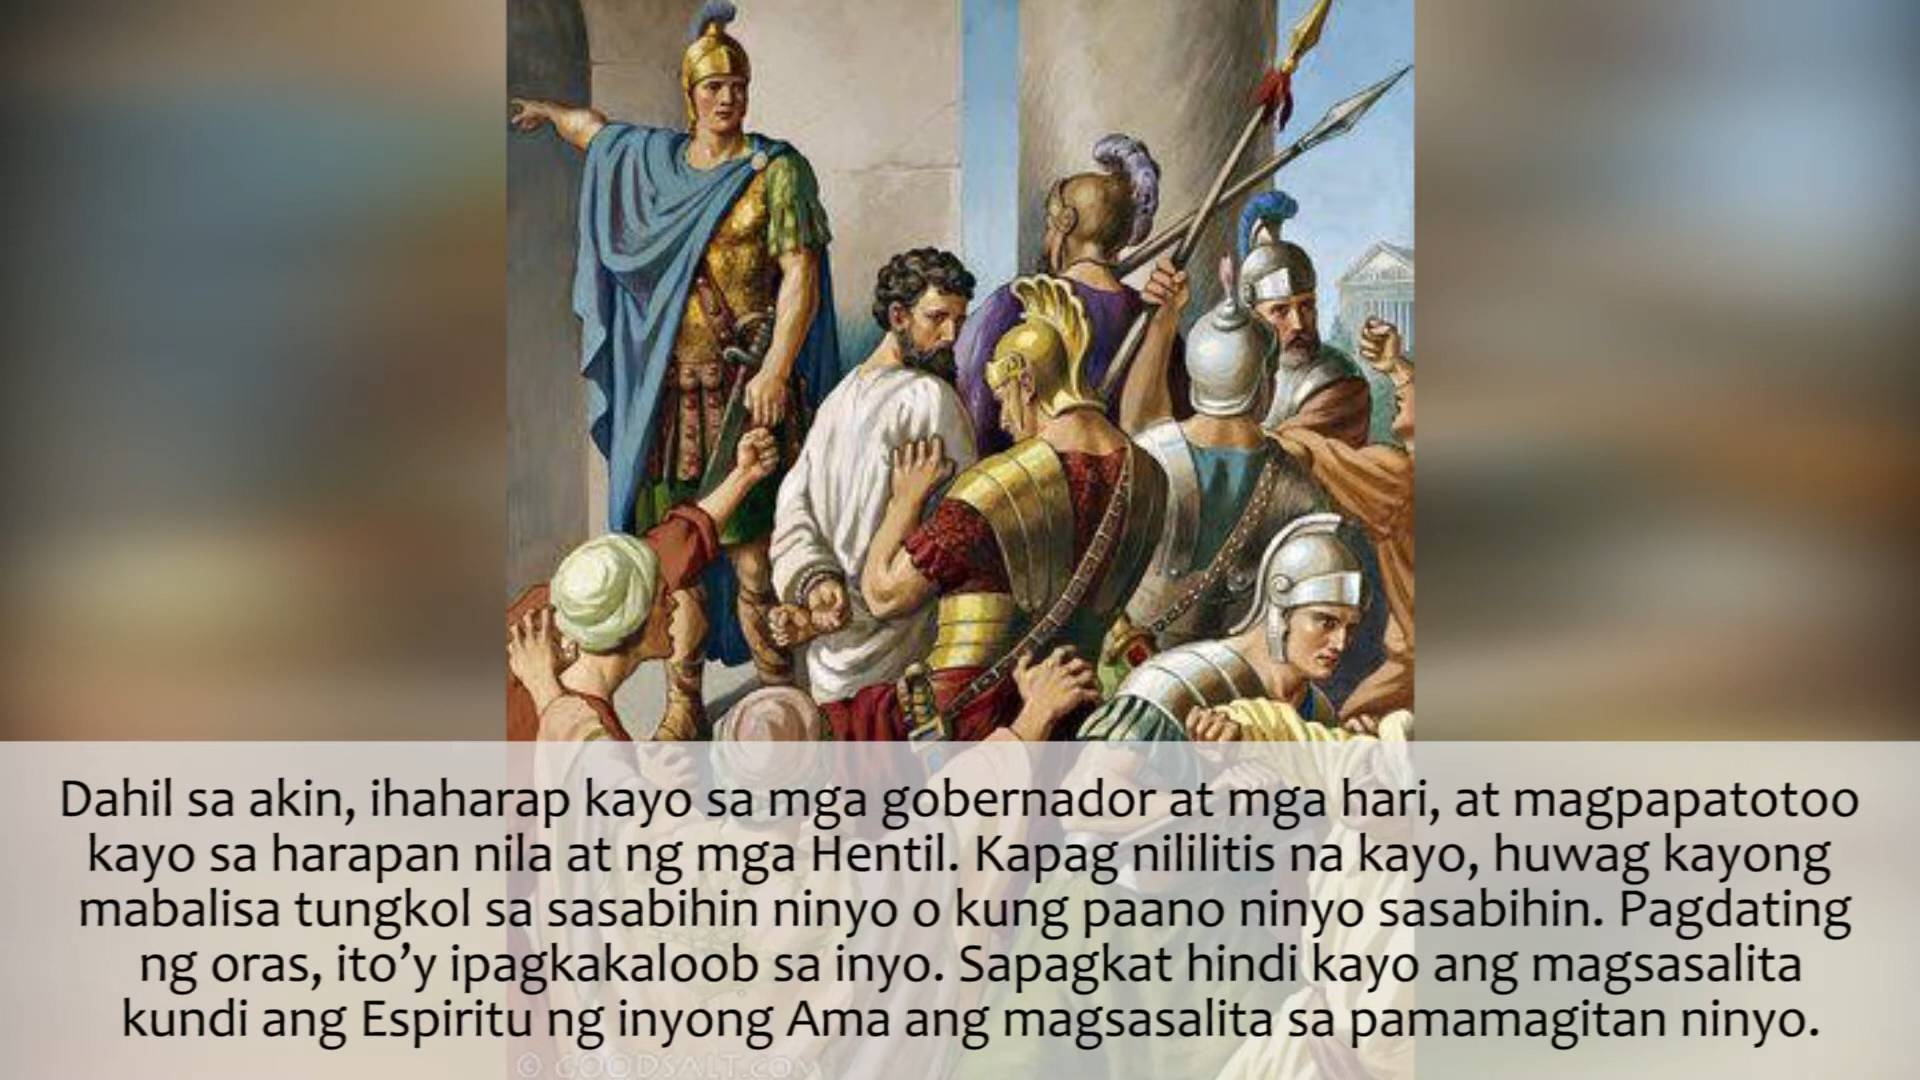 Dahil sa akin, ihaharap kayo sa mga gobernador at mga hari, at magpapatotoo
kayo sa harapan nila at ng mga Hentil. Kapag nililitis na kayo, huwag kayong
mabalisa tungkol sa sasabihin ninyo o kung paano ninyo sasabihin. Pagdating
ng oras, ito’y ipagkakaloob sa inyo. Sapagkat hindi kayo ang magsasalita
kundi ang Espiritu ng inyong Ama ang magsasalita sa pamamagitan ninyo.
© GOODSALT.COM